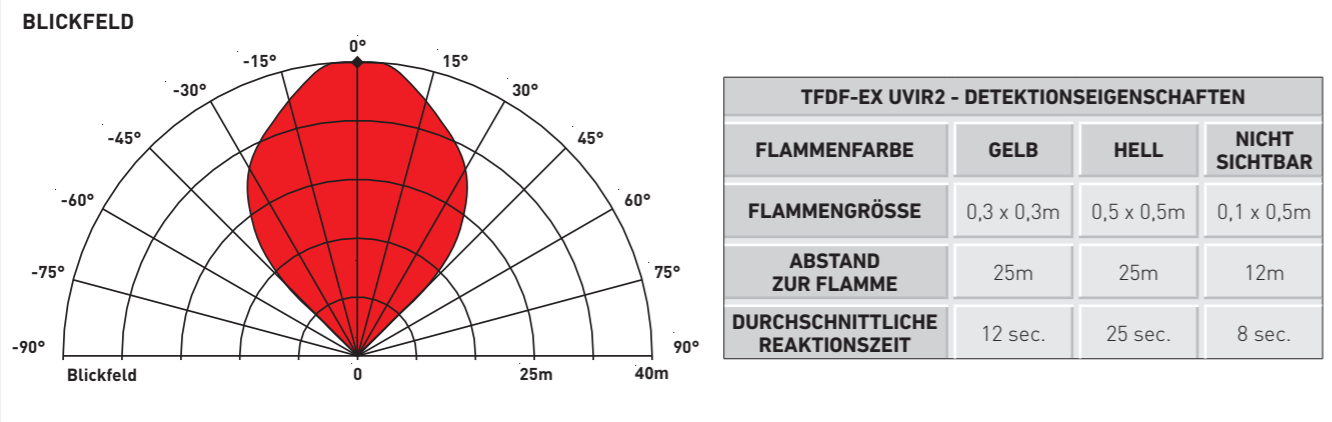 BLICKFELD
0°
-15°
15°
-30°
30°
-45°
45°
-60°
60°
-75°
75°
-90°
90°
Blickfeld
0
25m
40m
TFDF-EX UVIR2 - DETEKTIONSEIGENSCHAFTEN
FLAMMENFARBE
GELB
HELL
NICHT
SICHTBAR
FLAMMENGRÖSSE
0,3 x 0,3m
0,5 x 0,5m
0,1 x 0,5m
ABSTAND
ZUR FLAMME
25m
25m
12m
DURCHSCHNITTLICHE
REAKTIONSZEIT
12 sec.
25 sec.
8 sec.